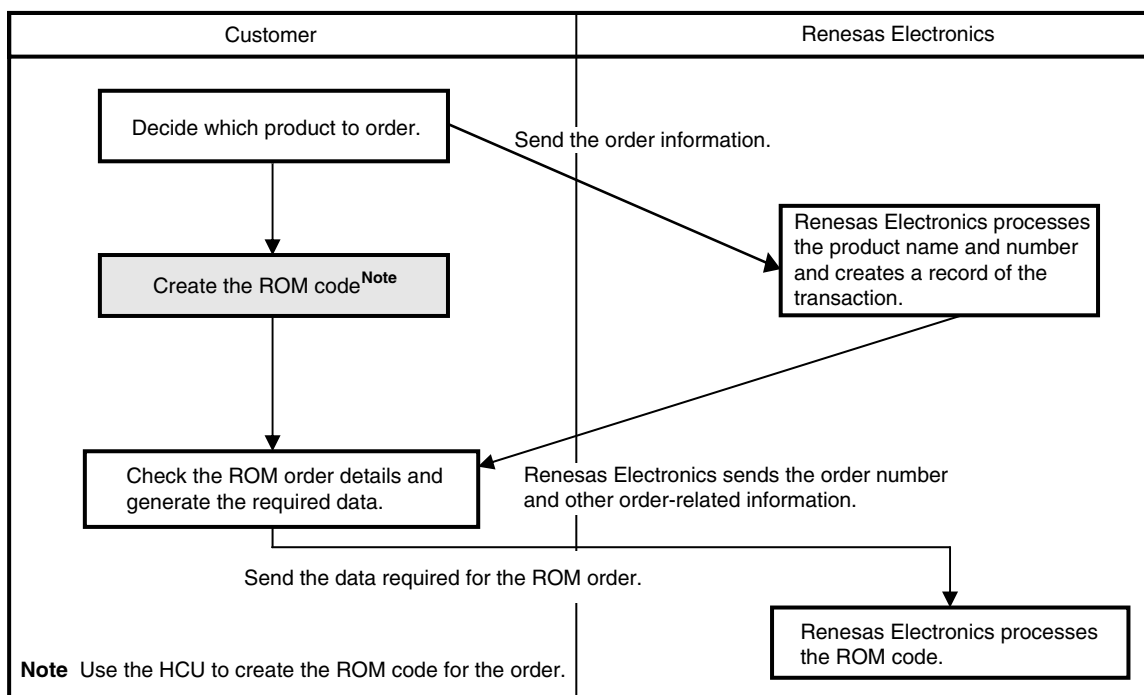 Customer
Renesas Electronics
Decide which product to order.
Send the order information.
Renesas Electronics processes
the product name and number
and creates a record of the
transaction.
Create the ROM code Note
Check the ROM order details and
generate the required data.
Renesas Electronics sends the order number
and other order-related information.
Send the data required for the ROM order.
Renesas Electronics processes
the ROM code.
Note Use the HCU to create the ROM code for the order.